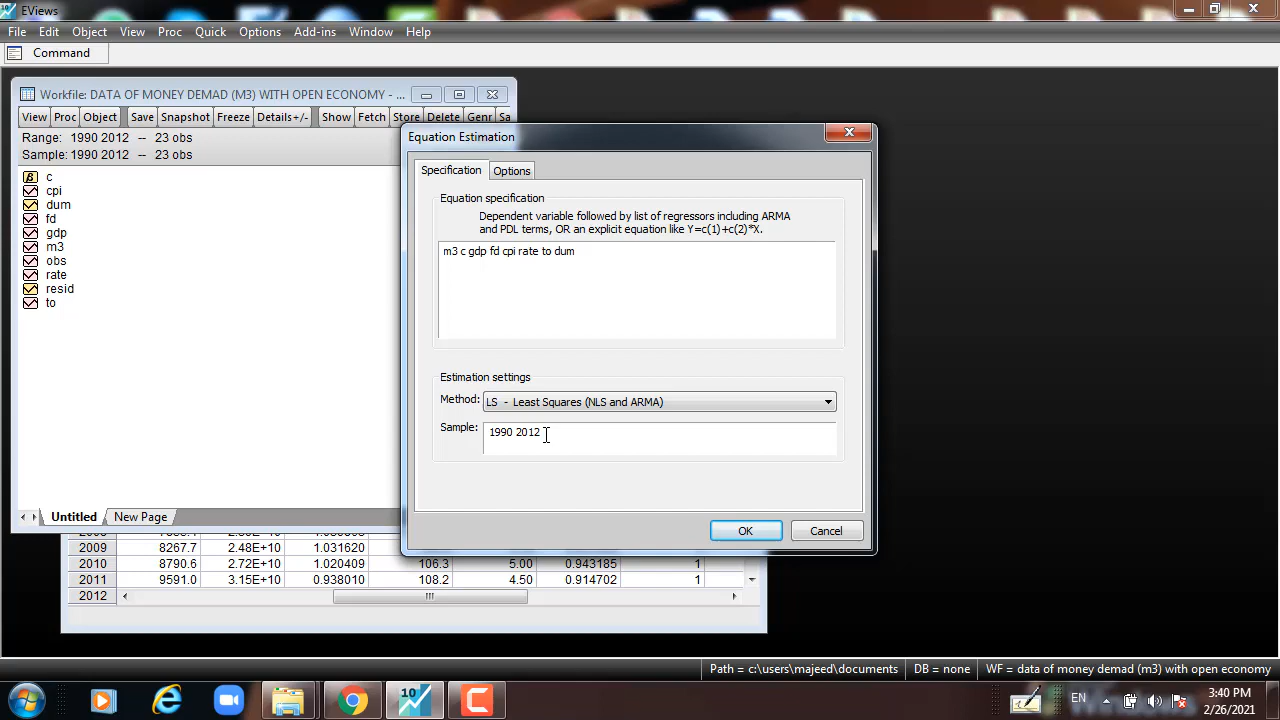 EViews
File Edit Object View Proc Quick Options Add-ins Window Help
Command
Workfile: DATA OF MONEY DEMAD (M3) WITH OPEN ECONOMY - ...
View Proc Object Save Snapshot Freeze Details+/- Show Fetch Store Delete Genr Sa
Range: 1990 2012 -- 23 obs
Sample: 1990 2012 -- 23 obs
β c
cpi
dum
fd
gdp
m3
obs
rate
resid
to
Untitled New Page
Equation Estimation
Specification Options
Equation specification
Dependent variable followed by list of regressors including ARMA
and PDL terms, OR an explicit equation like Y=c(1)+c(2)*X.
m3 c gdp fd cpi rate to dum
Estimation settings
Method: LS - Least Squares (NLS and ARMA)
Sample: 1990 2012
OK Cancel
2009 8267.7 2.48E+10 1.031620
2010 8790.6 2.72E+10 1.020409 106.3 5.00 0.943185 1
2011 9591.0 3.15E+10 0.938010 108.2 4.50 0.914702 1
2012
Path = c:\users\majeed\documents DB = none WF = data of money demad (m3) with open economy
10
EN
3:40 PM
2/26/2021